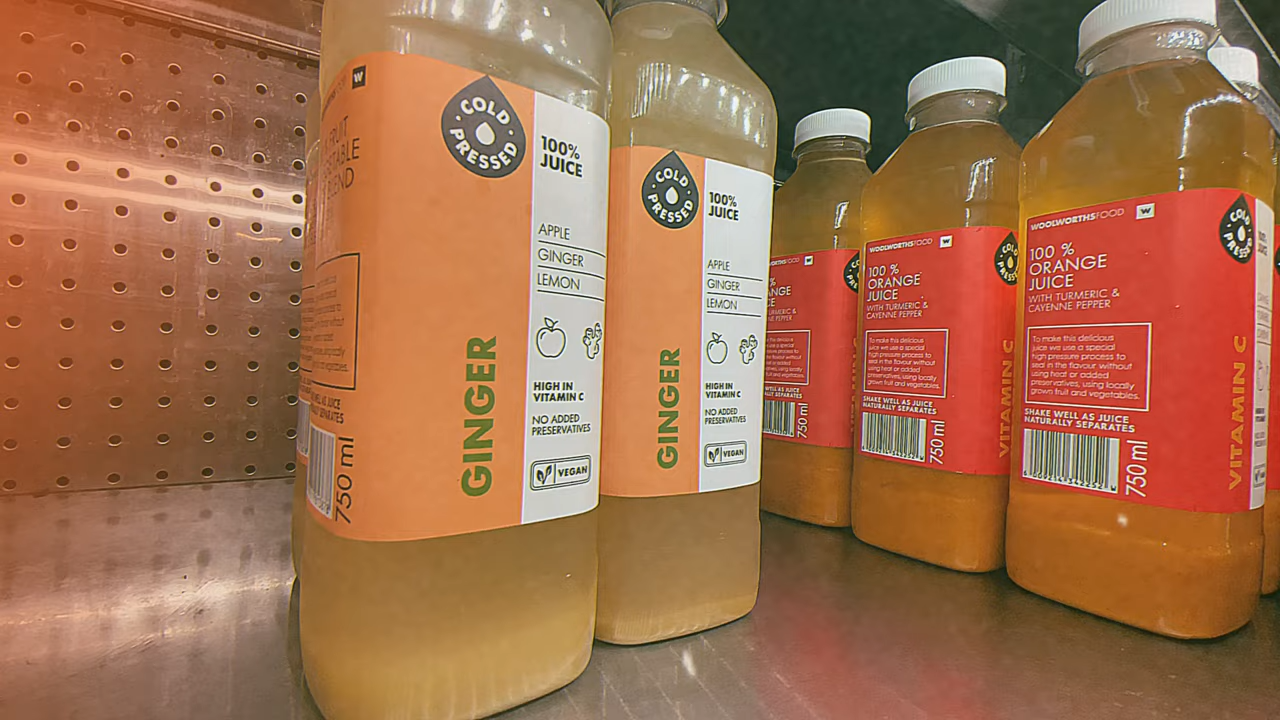 W
FRUIT
BLEND
COLD
PRESSED
100%
JUICE
APPLE
GINGER
LEMON
GINGER
HIGH IN
VITAMIN C
NO ADDED
PRESERVATIVES
VEGAN
750 ml
COLD
PRESSED
100%
JUICE
APPLE
GINGER
LEMON
GINGER
HIGH IN
VITAMIN C
NO ADDED
PRESERVATIVES
VEGAN
FOOD W
%
JUICE
750 ml
WOOLWORTHSFOOD W
COLD
PRESSED
100 %
ORANGE
JUICE
WITH TURMERIC &
CAYENNE PEPPER
To make this delicious
juice we use a special
high pressure process to
seal in the flavour without
using heat or added
preservatives, using locally
grown fruit and vegetables.
SHAKE WELL AS JUICE
NATURALLY SEPARATES
750 ml
VITAMIN C
WOOLWORTHSFOOD W
COLD
PRESSED
100 %
ORANGE
JUICE
WITH TURMERIC &
CAYENNE PEPPER
To make this delicious
juice we use a special
high pressure process to
seal in the flavour without
using heat or added
preservatives, using locally
grown fruit and vegetables.
SHAKE WELL AS JUICE
NATURALLY SEPARATES
750 ml
VITAMIN C